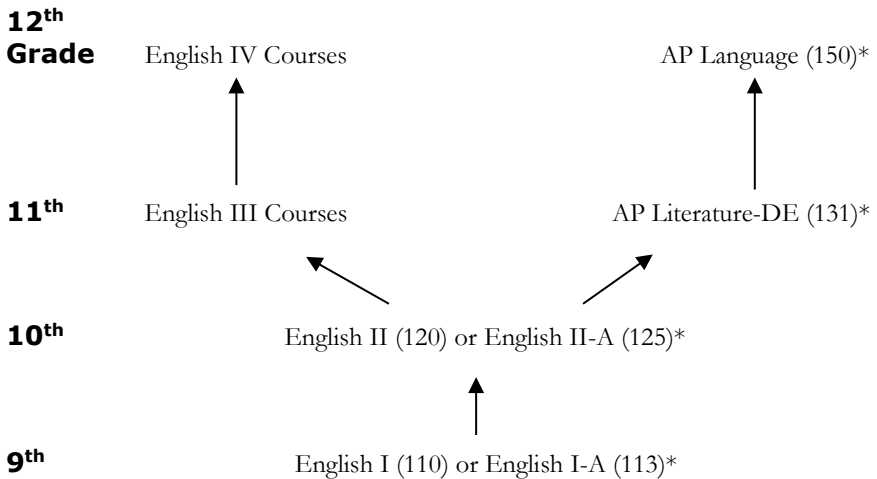 12th
Grade English IV Courses AP Language (150)*
11th English III Courses AP Literature-DE (131)*
10th English II (120) or English II-A (125)*
9th English I (110) or English I-A (113)*